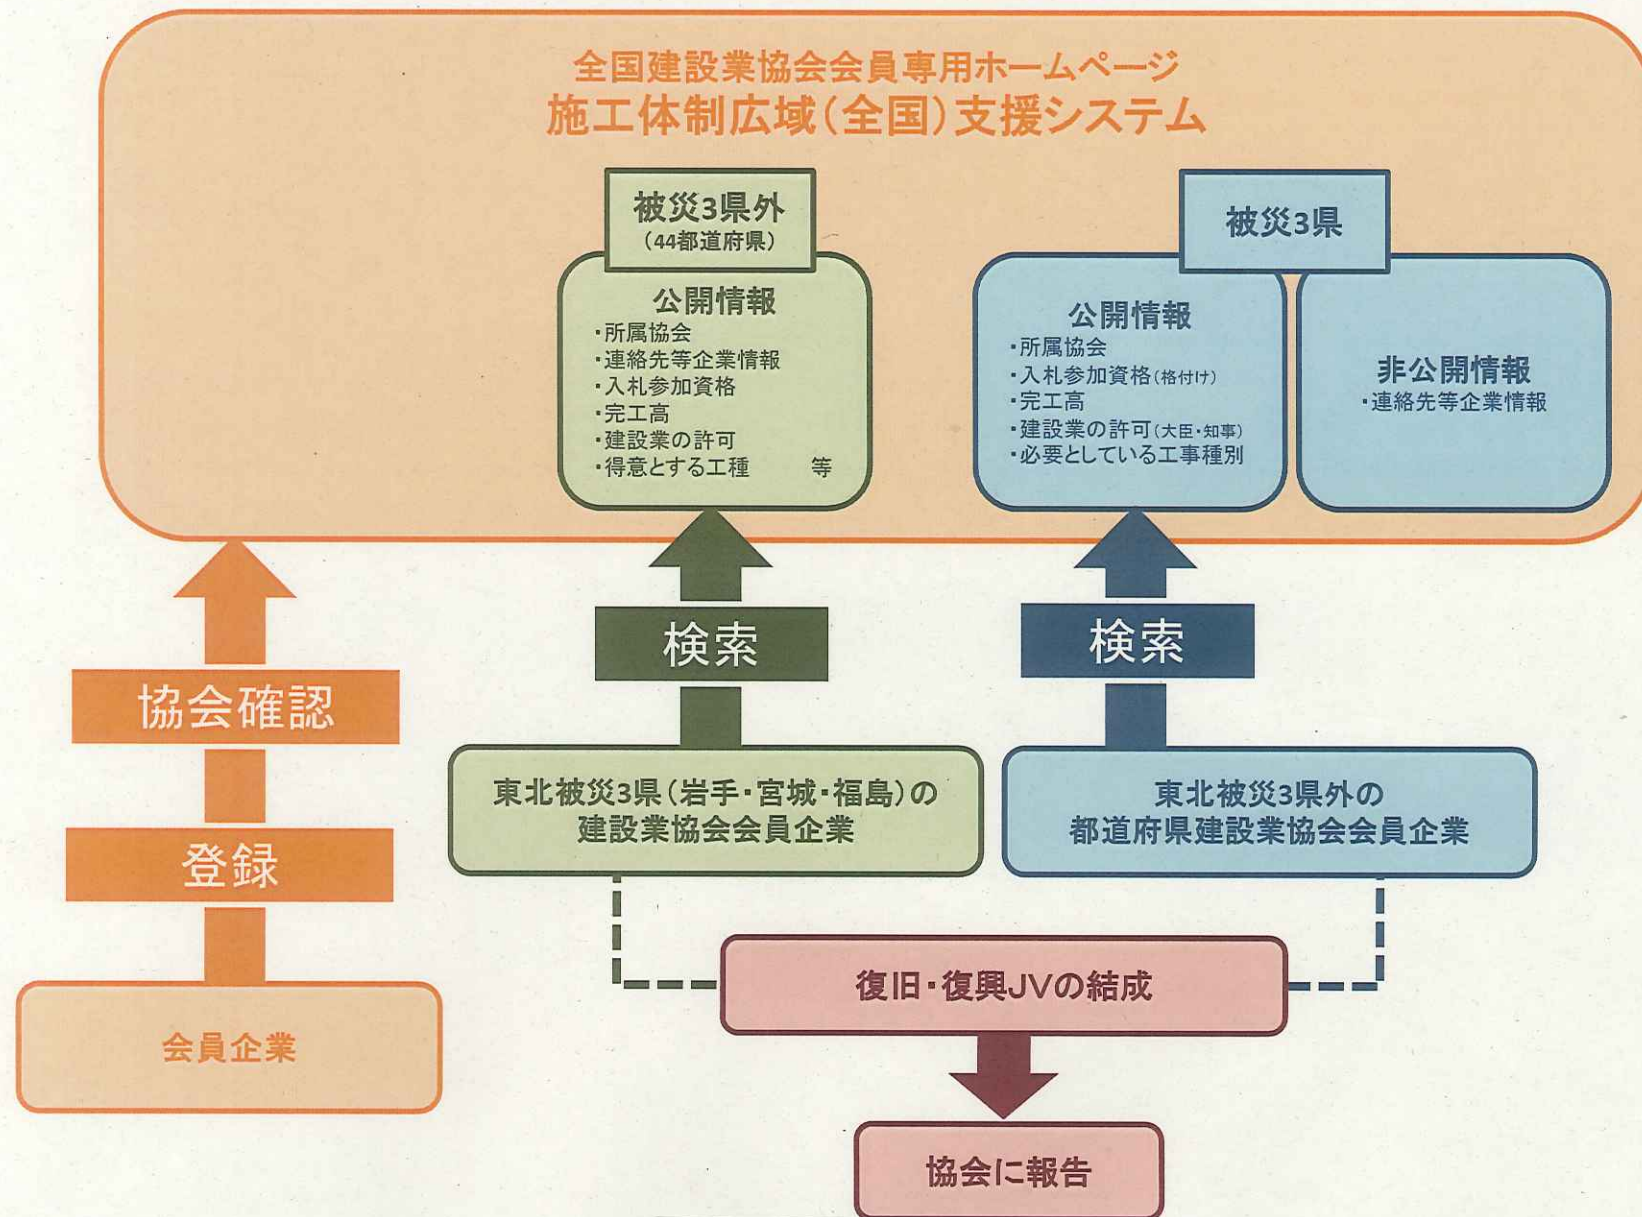 全国建設業協会会員専用ホームページ
施工体制広域(全国)支援システム
被災3県外
(44都道府県)
公開情報
・所属協会
・連絡先等企業情報
・入札参加資格
・完工高
・建設業の許可
・得意とする工種 等
被災3県
公開情報
・所属協会
・入札参加資格(格付け)
・完工高
・建設業の許可(大臣・知事)
・必要としている工事種別
非公開情報
・連絡先等企業情報
検索
検索
協会確認
登録
会員企業
東北被災3県(岩手・宮城・福島)の
建設業協会会員企業
東北被災3県外の
都道府県建設業協会会員企業
復旧・復興JVの結成
協会に報告